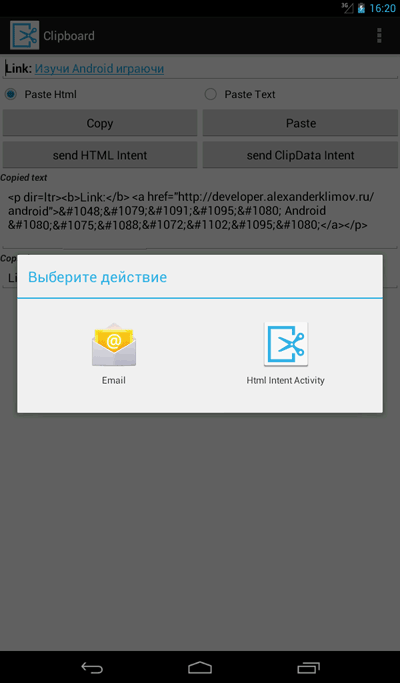 3G 16:20
Clipboard
Link: Изучи Android играючи
Paste Html Paste Text
Copy Paste
send HTML Intent send ClipData Intent
Copied text
<p dir=ltr><b>Link:</b> <a href="http://developer.alexanderklimov.ru/
android">&#1048;&#1079;&#1091;&#1095;&#1080; Android
&#1080;&#1075;&#1088;&#1072;&#1102;&#1095;&#1080;</a></p>
Выберите действие
@
Email Html Intent Activity